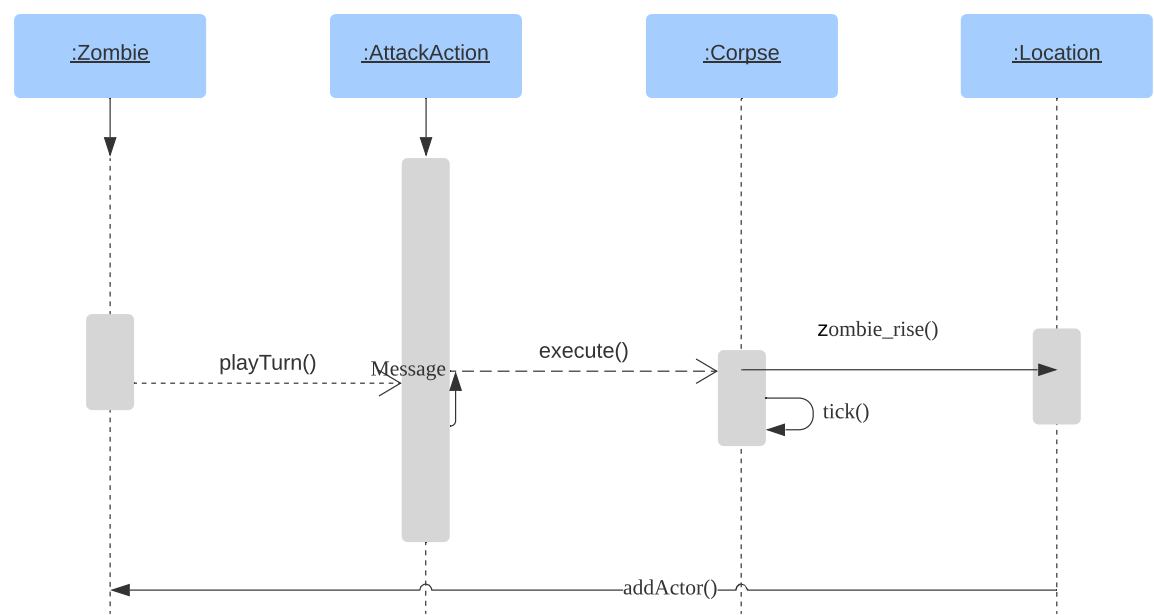 :Zombie
:AttackAction
:Corpse
:Location
zombie_rise()
execute()
playTurn()
Message
tick()
addActor()